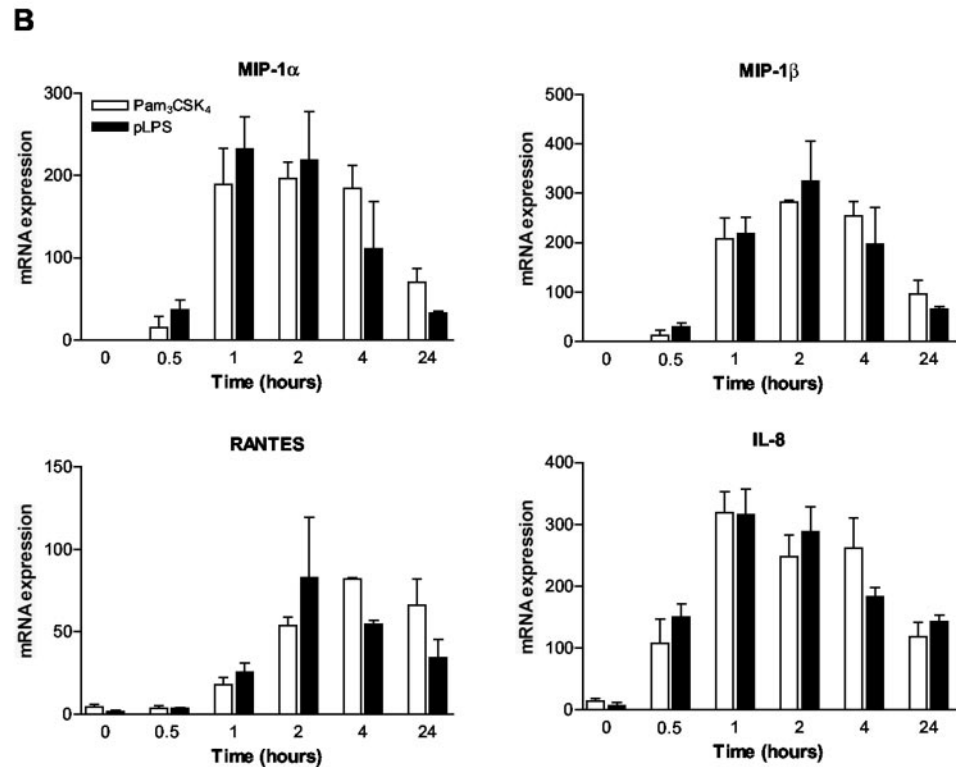 B
MIP-1α
300
200
100
0
mRNA expression
Pam₃CSK₄
pLPS
0 0.5 1 2 4 24
Time (hours)
MIP-1β
500
400
300
200
100
0
mRNA expression
0 0.5 1 2 4 24
Time (hours)
RANTES
150
100
50
0
mRNA expression
0 0.5 1 2 4 24
Time (hours)
IL-8
400
300
200
100
0
mRNA expression
0 0.5 1 2 4 24
Time (hours)